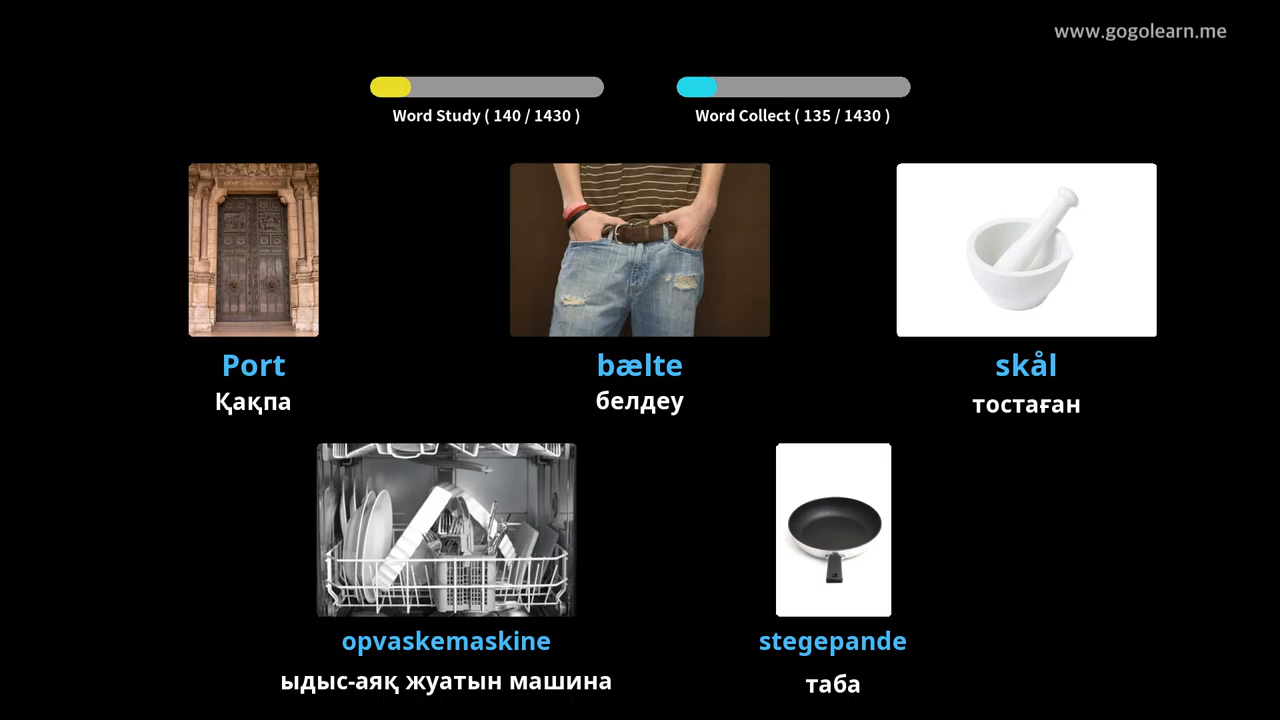 www.gogolearn.me
Word Study ( 140 / 1430 )
Word Collect ( 135 / 1430 )
Port
Қақпа
bælte
белдеу
skål
тостаған
opvaskemaskine
ыдыс-аяқ жуатын машина
stegepande
таба